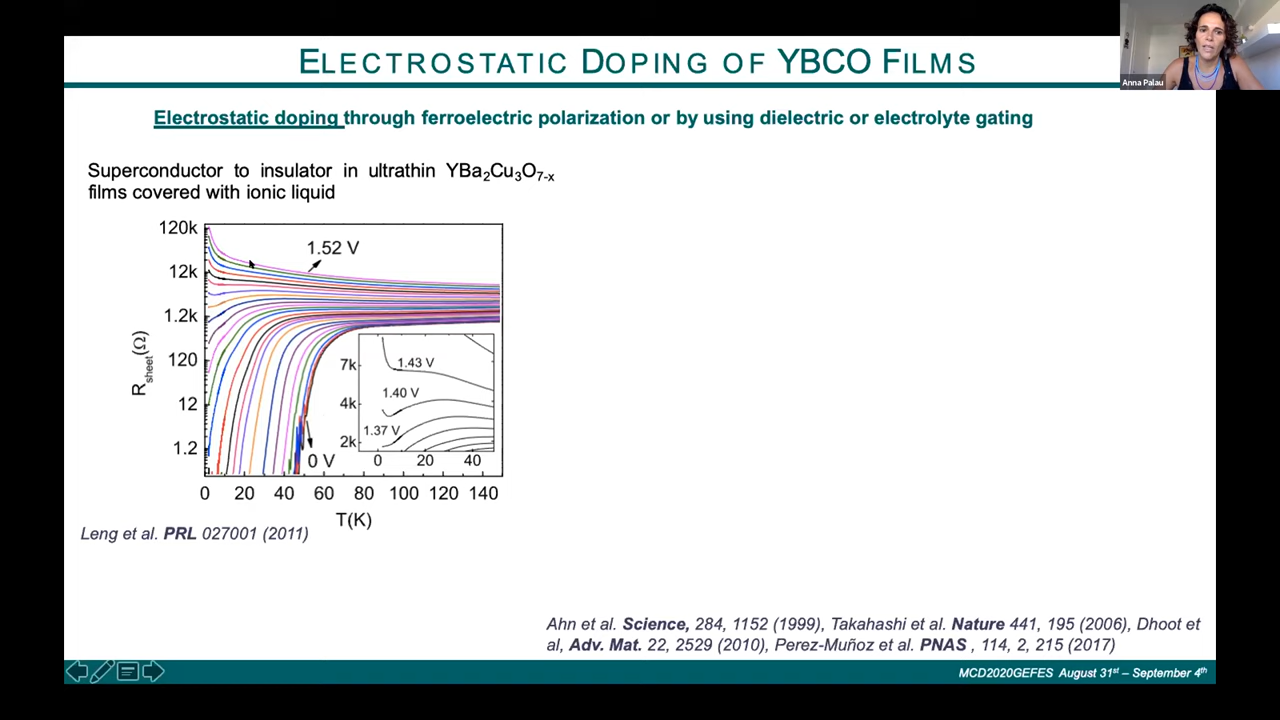 ELECTROSTATIC DOPING OF YBCO FILMS
Anna Palau
Electrostatic doping through ferroelectric polarization or by using dielectric or electrolyte gating
Superconductor to insulator in ultrathin YBa₂Cu₃O₇₋ₓ
films covered with ionic liquid
120k
12k
1.2k
120
12
1.2
Rsheet(Ω)
1.52 V
0 V
7k
4k
2k
1.43 V
1.40 V
1.37 V
0 20 40
0 20 40 60 80 100 120 140
T(K)
Leng et al. PRL 027001 (2011)
Ahn et al. Science, 284, 1152 (1999), Takahashi et al. Nature 441, 195 (2006), Dhoot et
al, Adv. Mat. 22, 2529 (2010), Perez-Muñoz et al. PNAS , 114, 2, 215 (2017)
MCD2020GEFES August 31st – September 4th